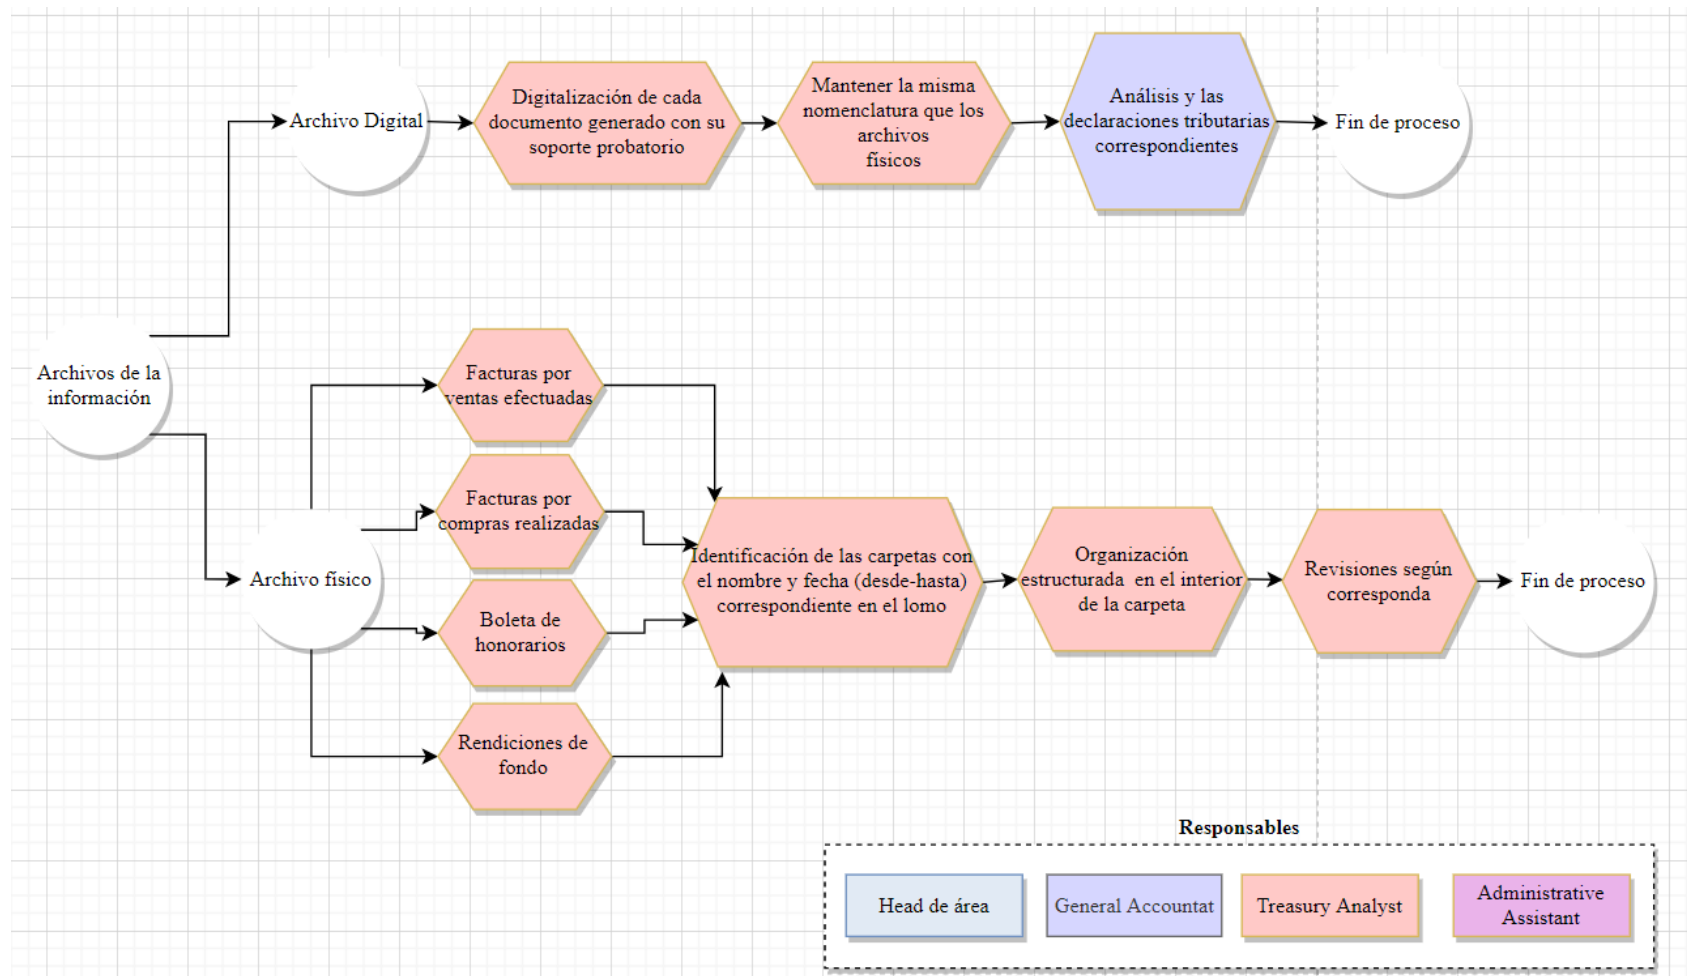 Archivo Digital
Digitalización de cada
documento generado con su
soporte probatorio
Mantener la misma
nomenclatura que los
archivos
físicos
Análisis y las
declaraciones tributarias
correspondientes
Fin de proceso
Archivos de la
información
Archivo físico
Facturas por
ventas efectuadas
Facturas por
compras realizadas
Boleta de
honorarios
Rendiciones de
fondo
Identificación de las carpetas con
el nombre y fecha (desde-hasta)
correspondiente en el lomo
Organización
estructurada en el interior
de la carpeta
Revisiones según
corresponda
Fin de proceso
Responsables
Head de área
General Accountat
Treasury Analyst
Administrative
Assistant